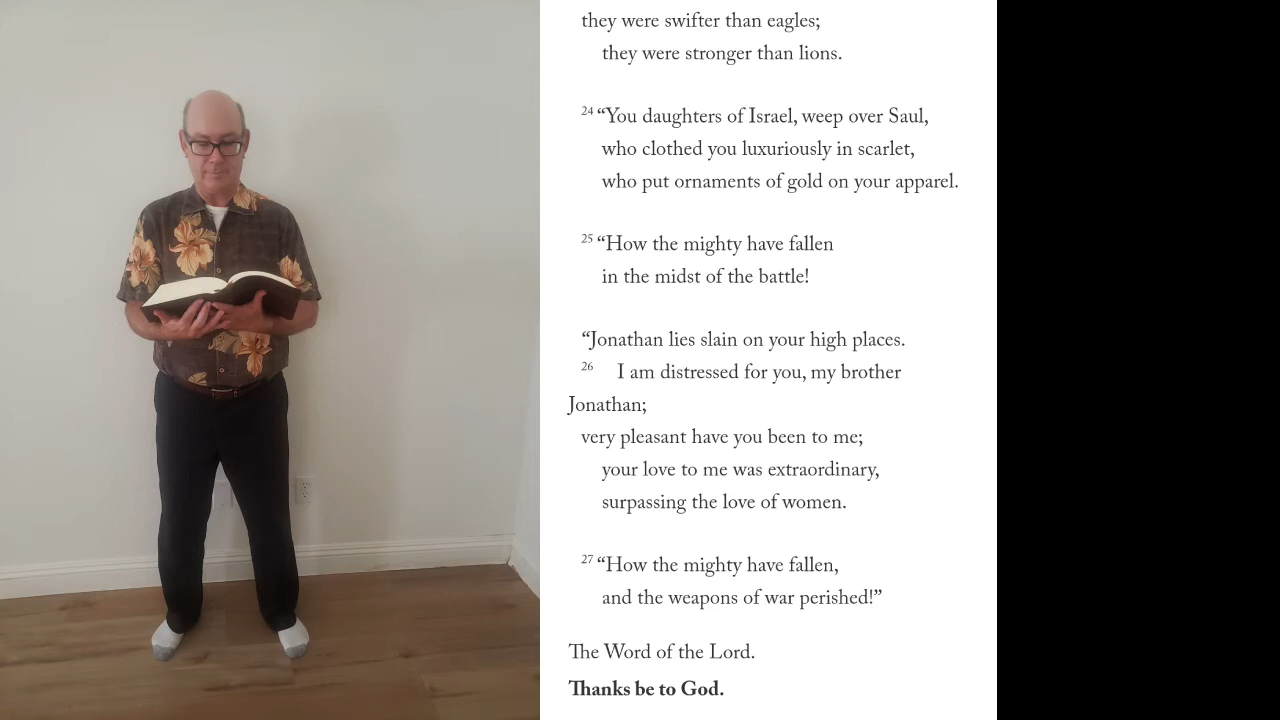 they were swifter than eagles;
they were stronger than lions.
24 “You daughters of Israel, weep over Saul,
who clothed you luxuriously in scarlet,
who put ornaments of gold on your apparel.
25 “How the mighty have fallen
in the midst of the battle!
“Jonathan lies slain on your high places.
26 I am distressed for you, my brother
Jonathan;
very pleasant have you been to me;
your love to me was extraordinary,
surpassing the love of women.
27 “How the mighty have fallen,
and the weapons of war perished!”
The Word of the Lord.
Thanks be to God.